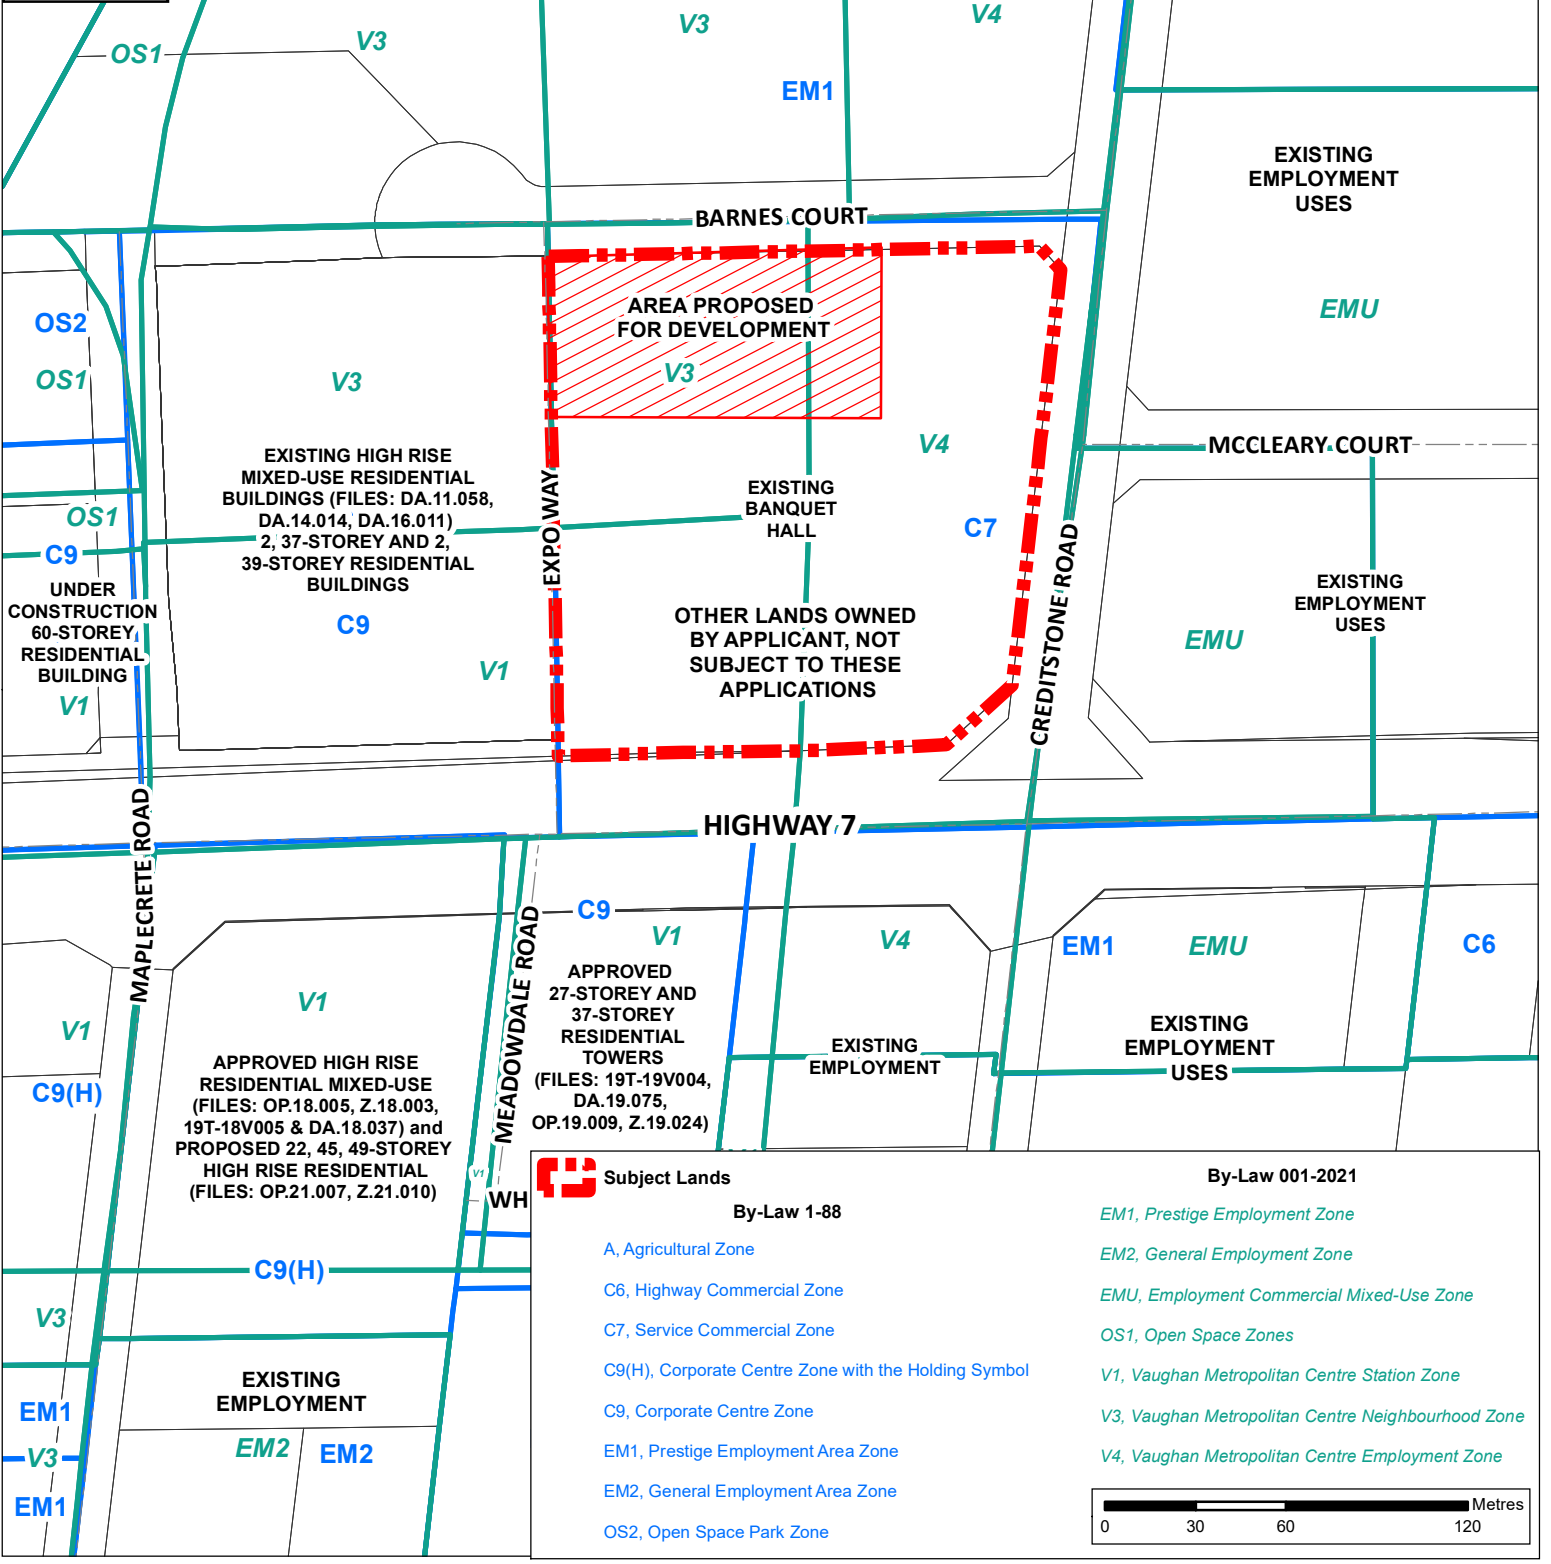 V3
V3
V4
OS1
EM1
EXISTING
EMPLOYMENT
USES
BARNES COURT
AREA PROPOSED
FOR DEVELOPMENT
V3
EMU
OS2
OS1
V3
V4
MCCLEARY COURT
EXISTING HIGH RISE
MIXED-USE RESIDENTIAL
BUILDINGS (FILES: DA.11.058,
DA.14.014, DA.16.011)
2, 37-STOREY AND 2,
39-STOREY RESIDENTIAL
BUILDINGS
EXISTING
BANQUET
HALL
C7
OS1
C9
EXPO WAY
CREDITSTONE ROAD
UNDER
CONSTRUCTION
60-STOREY
RESIDENTIAL
BUILDING
V1
C9
V1
OTHER LANDS OWNED
BY APPLICANT, NOT
SUBJECT TO THESE
APPLICATIONS
EXISTING
EMPLOYMENT
USES
EMU
HIGHWAY 7
MAPLECRETE ROAD
MEADOWDALE ROAD
C9
V1
V4
EM1
EMU
C6
V1
V1
C9(H)
APPROVED HIGH RISE
RESIDENTIAL MIXED-USE
(FILES: OP.18.005, Z.18.003,
19T-18V005 & DA.18.037) and
PROPOSED 22, 45, 49-STOREY
HIGH RISE RESIDENTIAL
(FILES: OP.21.007, Z.21.010)
APPROVED
27-STOREY AND
37-STOREY
RESIDENTIAL
TOWERS
(FILES: 19T-19V004,
DA.19.075,
OP.19.009, Z.19.024)
EXISTING
EMPLOYMENT
EXISTING
EMPLOYMENT
USES
V1
WH
C9(H)
V3
EXISTING
EMPLOYMENT
EM1
V3
EM1
EM2
EM2
Subject Lands
By-Law 1-88
A, Agricultural Zone
C6, Highway Commercial Zone
C7, Service Commercial Zone
C9(H), Corporate Centre Zone with the Holding Symbol
C9, Corporate Centre Zone
EM1, Prestige Employment Area Zone
EM2, General Employment Area Zone
OS2, Open Space Park Zone
By-Law 001-2021
EM1, Prestige Employment Zone
EM2, General Employment Zone
EMU, Employment Commercial Mixed-Use Zone
OS1, Open Space Zones
V1, Vaughan Metropolitan Centre Station Zone
V3, Vaughan Metropolitan Centre Neighbourhood Zone
V4, Vaughan Metropolitan Centre Employment Zone
Metres
0 30 60 120